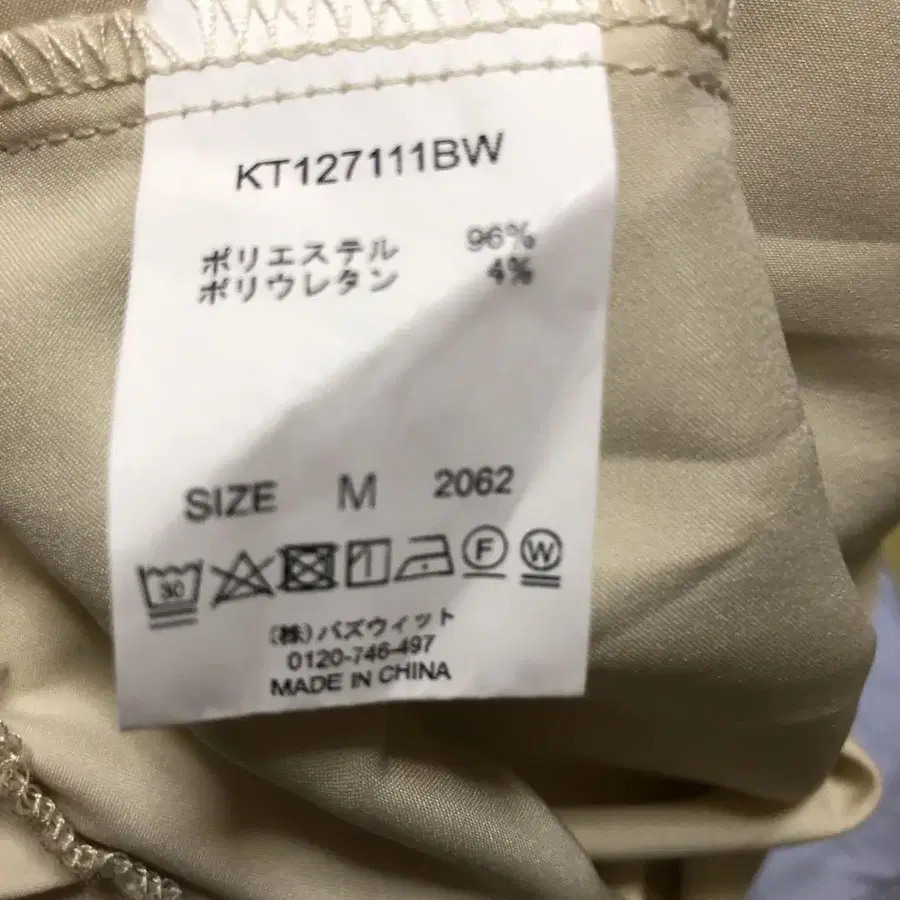 KT127111BW
ポリエステル 96%
ポリウレタン 4%
SIZE M 2062
30 F W
(株)バズウィット
0120-746-497
MADE IN CHINA